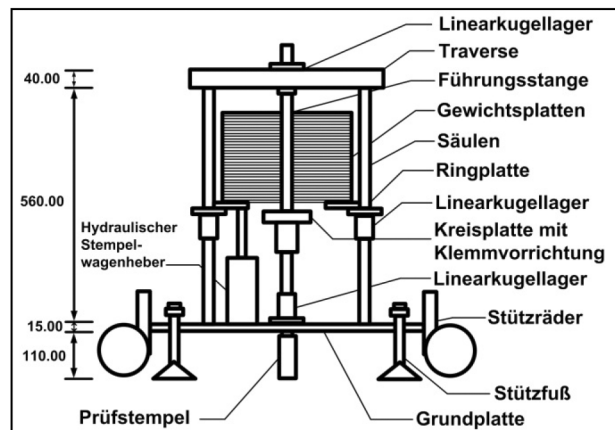 Linearkugellager
Traverse
Führungsstange
Gewichtsplatten
Säulen
Ringplatte
Linearkugellager
Kreisplatte mit
Klemmvorrichtung
Linearkugellager
Stützräder
Stützfuß
Grundplatte
Prüfstempel
Hydraulischer
Stempel-
wagenheber
40.00
560.00
15.00
110.00